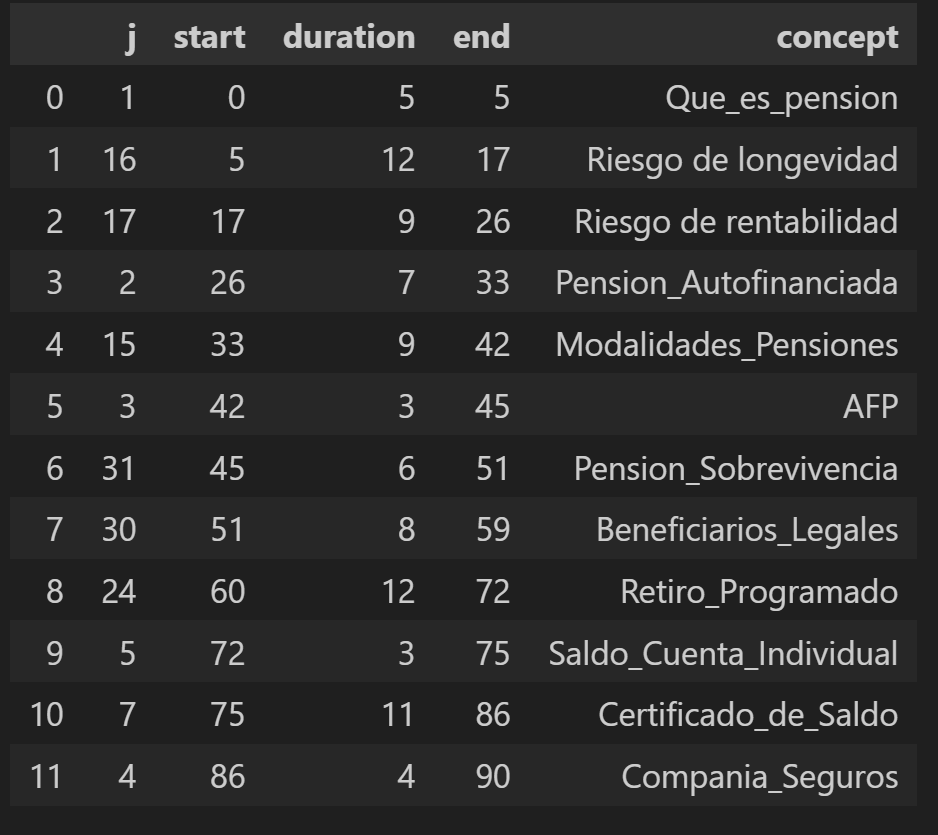 j start duration end concept
0 1 0 5 5 Que_es_pension
1 16 5 12 17 Riesgo de longevidad
2 17 17 9 26 Riesgo de rentabilidad
3 2 26 7 33 Pension_Autofinanciada
4 15 33 9 42 Modalidades_Pensiones
5 3 42 3 45 AFP
6 31 45 6 51 Pension_Sobrevivencia
7 30 51 8 59 Beneficiarios_Legales
8 24 60 12 72 Retiro_Programado
9 5 72 3 75 Saldo_Cuenta_Individual
10 7 75 11 86 Certificado_de_Saldo
11 4 86 4 90 Compania_Seguros